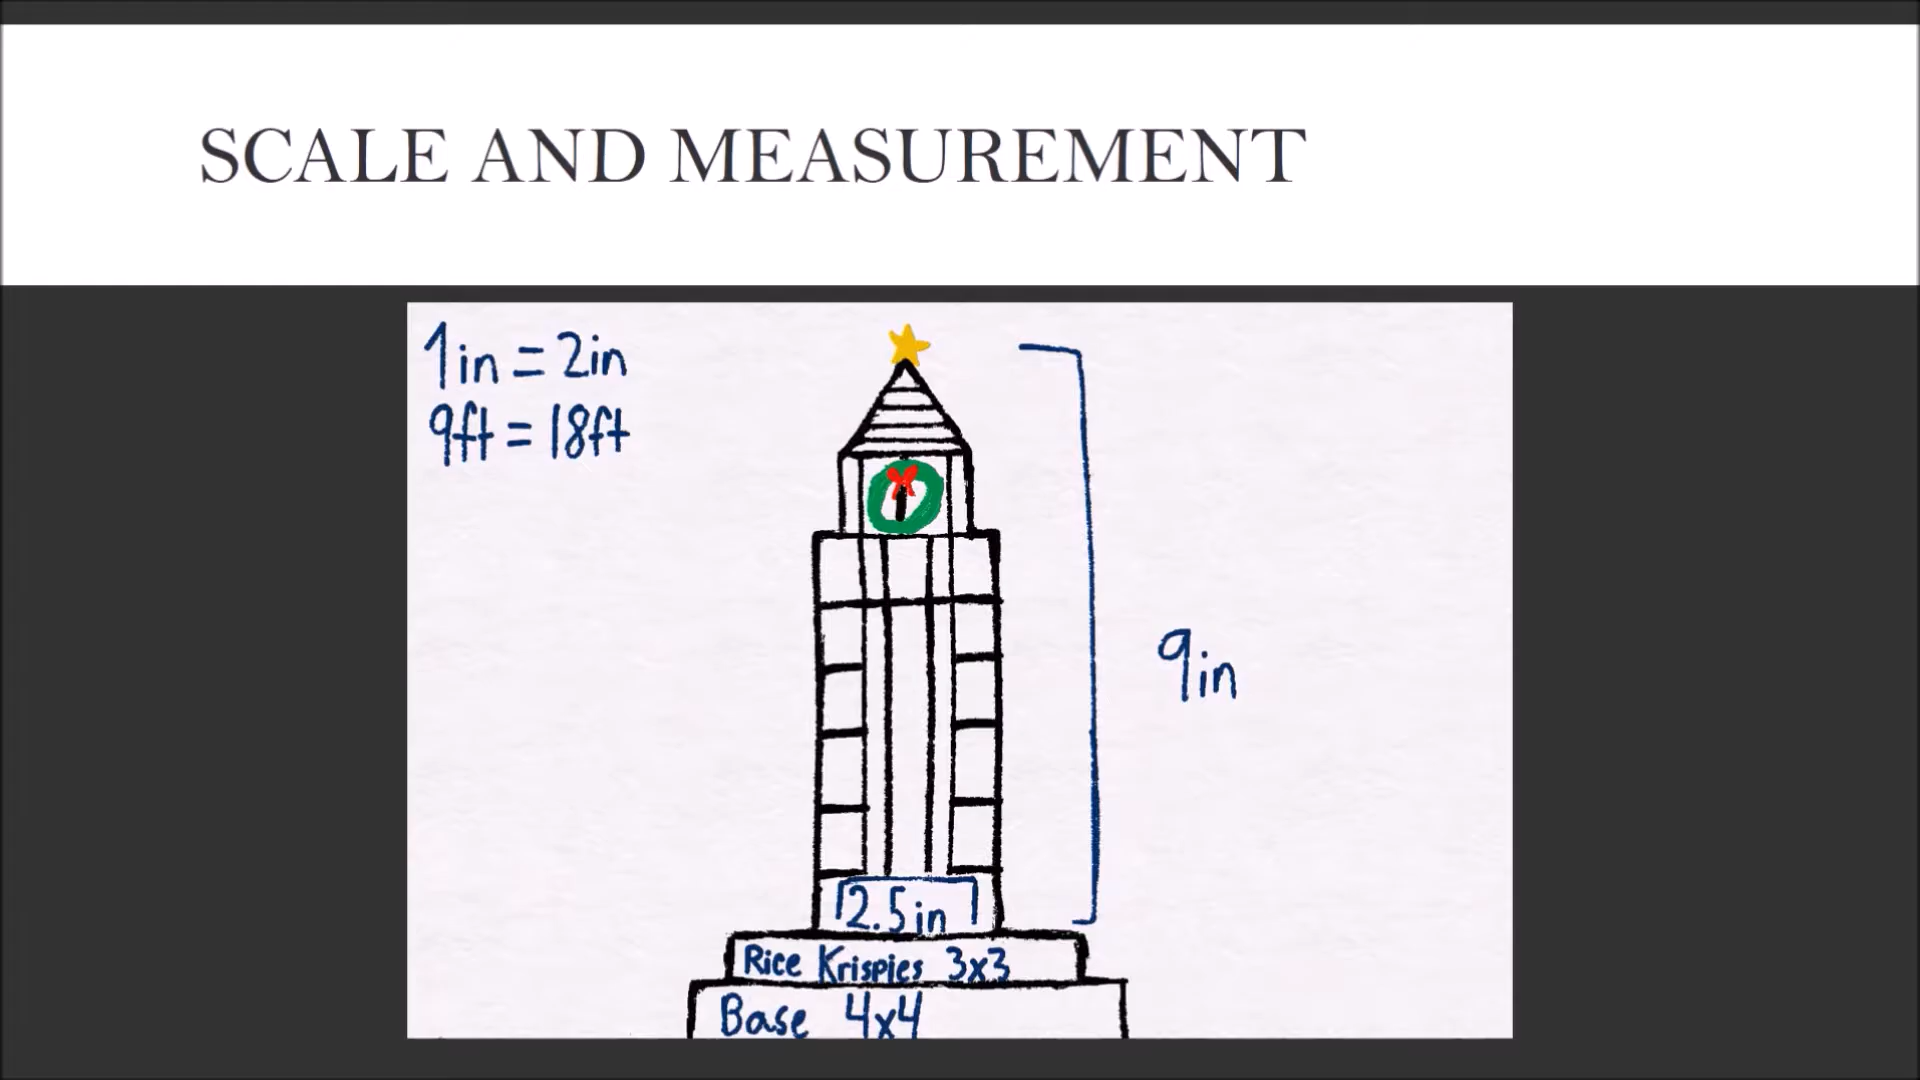 SCALE AND MEASUREMENT
1in = 2in
9ft = 18ft
9in
2.5in
Rice Krispies 3x3
Base 4x4